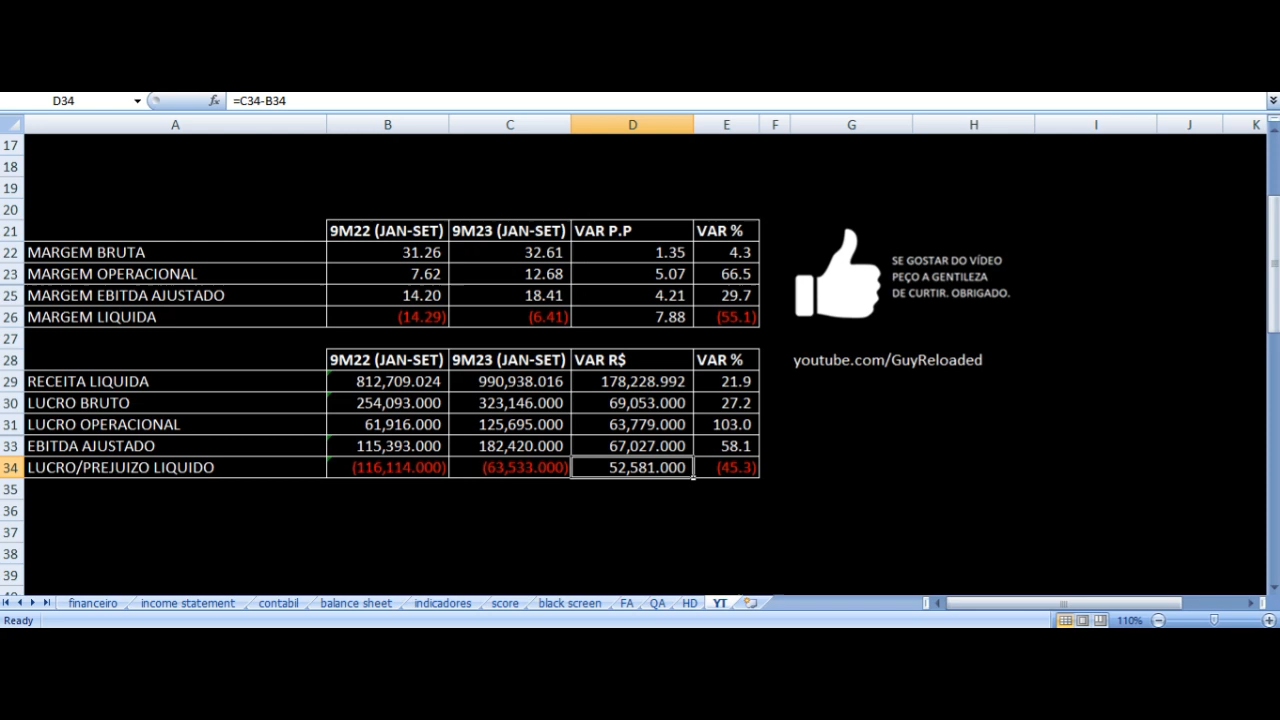 D34 fx =C34-B34
A B C D E F G H I J K
17
18
19
20
21 9M22 (JAN-SET) 9M23 (JAN-SET) VAR P.P VAR %
22 MARGEM BRUTA 31.26 32.61 1.35 4.3
23 MARGEM OPERACIONAL 7.62 12.68 5.07 66.5
25 MARGEM EBITDA AJUSTADO 14.20 18.41 4.21 29.7
26 MARGEM LIQUIDA (14.29) (6.41) 7.88 (55.1)
SE GOSTAR DO VÍDEO
PEÇO A GENTILEZA
DE CURTIR. OBRIGADO.
27
28 9M22 (JAN-SET) 9M23 (JAN-SET) VAR R$ VAR %
youtube.com/GuyReloaded
29 RECEITA LIQUIDA 812,709.024 990,938.016 178,228.992 21.9
30 LUCRO BRUTO 254,093.000 323,146.000 69,053.000 27.2
31 LUCRO OPERACIONAL 61,916.000 125,695.000 63,779.000 103.0
33 EBITDA AJUSTADO 115,393.000 182,420.000 67,027.000 58.1
34 LUCRO/PREJUIZO LIQUIDO (116,114.000) (63,533.000) 52,581.000 (45.3)
35
36
37
38
39
financeiro income statement contabil balance sheet indicadores score black screen FA QA HD YT
Ready 110%